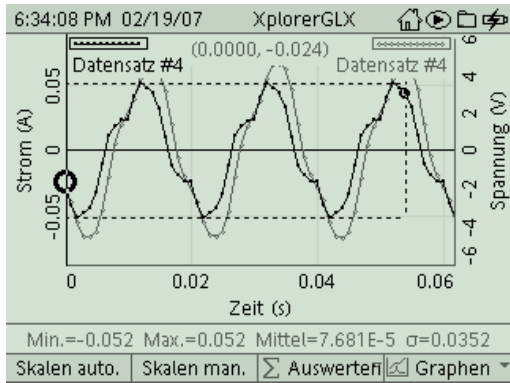 6:34:08 PM 02/19/07 XplorerGLX
(0.0000, -0.024)
Datensatz #4 Datensatz #4
Strom (A)
0.05
0
-0.05
6
4
2
0
-2
-4
-6
Spannung (V)
0 0.02 0.04 0.06
Zeit (s)
Min.=-0.052 Max.=0.052 Mittel=7.681E-5 σ=0.0352
Skalen auto. Skalen man. Σ Auswerten Graphen